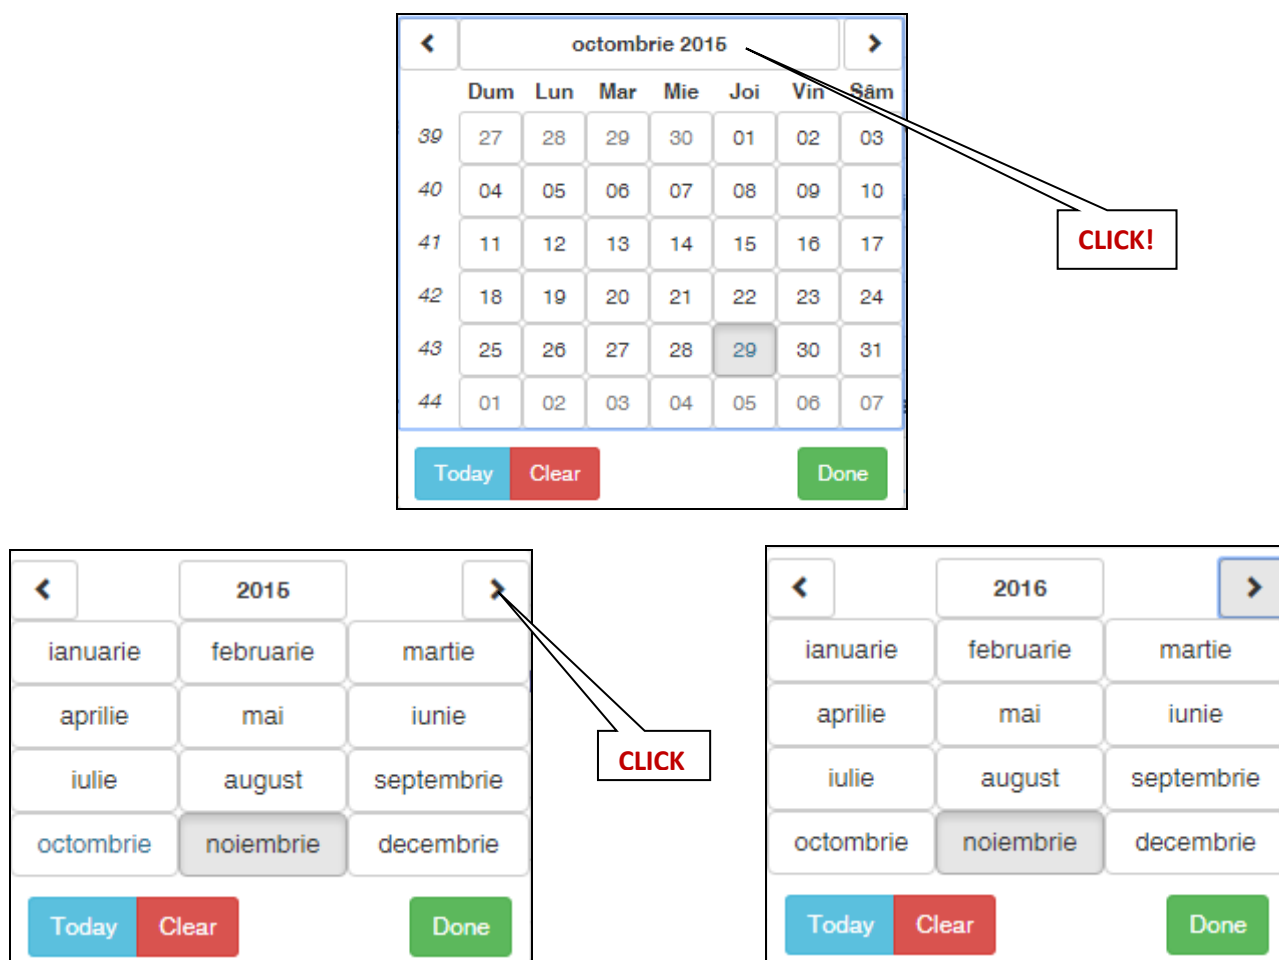 octombrie 2015
Dum Lun Mar Mie Joi Vin Sâm
39 27 28 29 30 01 02 03
40 04 05 06 07 08 09 10
41 11 12 13 14 15 16 17
CLICK!
42 18 19 20 21 22 23 24
43 25 26 27 28 29 30 31
44 01 02 03 04 05 06 07
Today Clear Done
2015
ianuarie februarie martie
aprilie mai iunie
iulie august septembrie
octombrie noiembrie decembrie
Today Clear Done
CLICK
2016
ianuarie februarie martie
aprilie mai iunie
iulie august septembrie
octombrie noiembrie decembrie
Today Clear Done